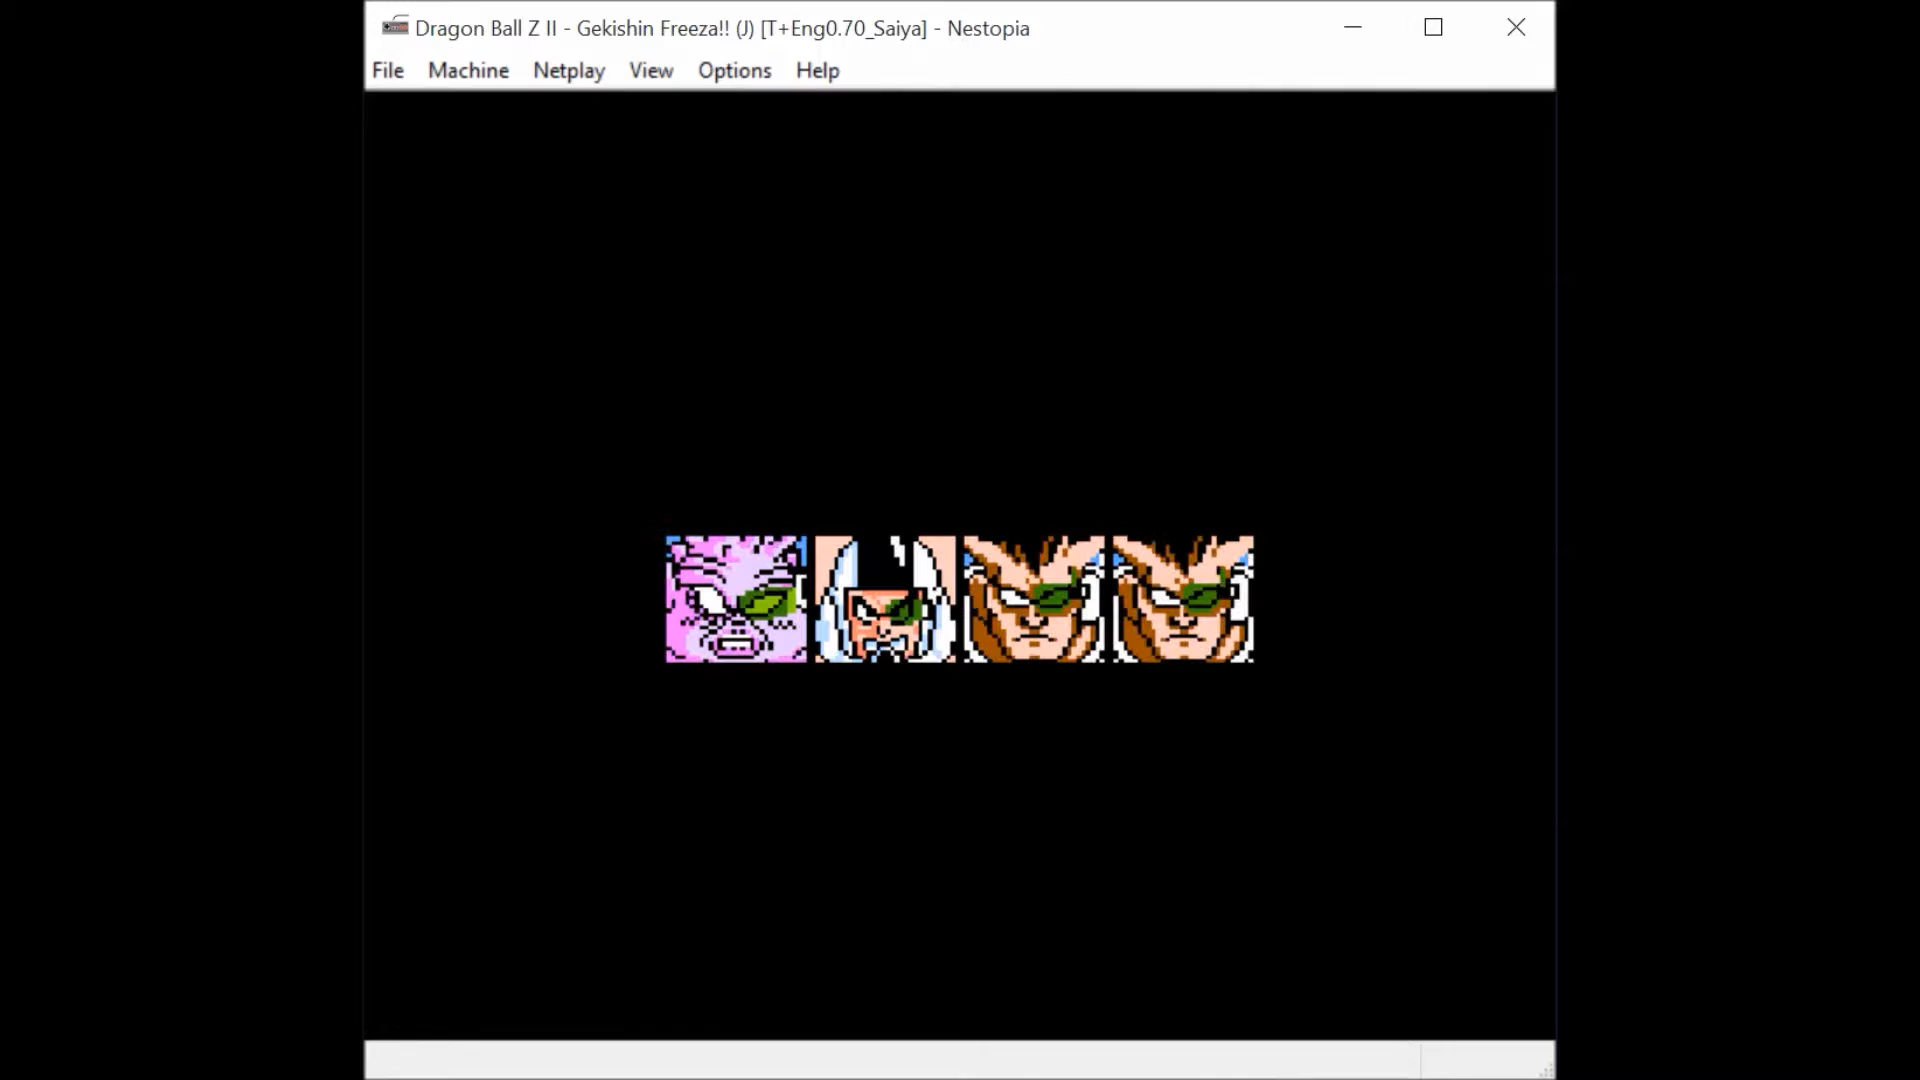 Dragon Ball Z II - Gekishin Freeza!! (J) [T+Eng0.70_Saiya] - Nestopia
File Machine Netplay View Options Help